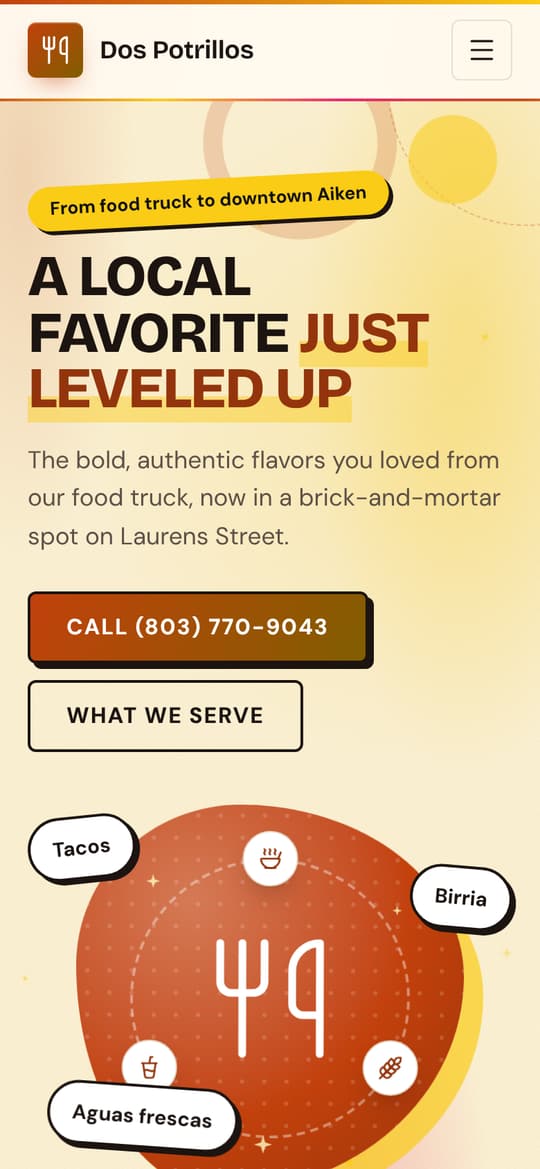 Dos Potrillos
From food truck to downtown Aiken
A LOCAL
FAVORITE JUST
LEVELED UP
The bold, authentic flavors you loved from
our food truck, now in a brick-and-mortar
spot on Laurens Street.
CALL (803) 770-9043
WHAT WE SERVE
Tacos
Birria
Aguas frescas